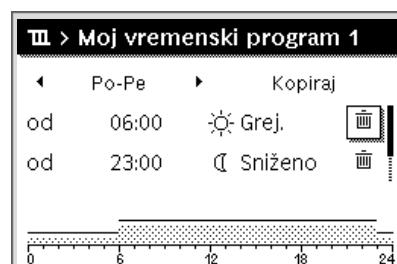 > Moj vremenski program 1
Po-Pe Kopiraj
od 06:00 Grej.
od 23:00 Sniženo
0 6 12 18 24